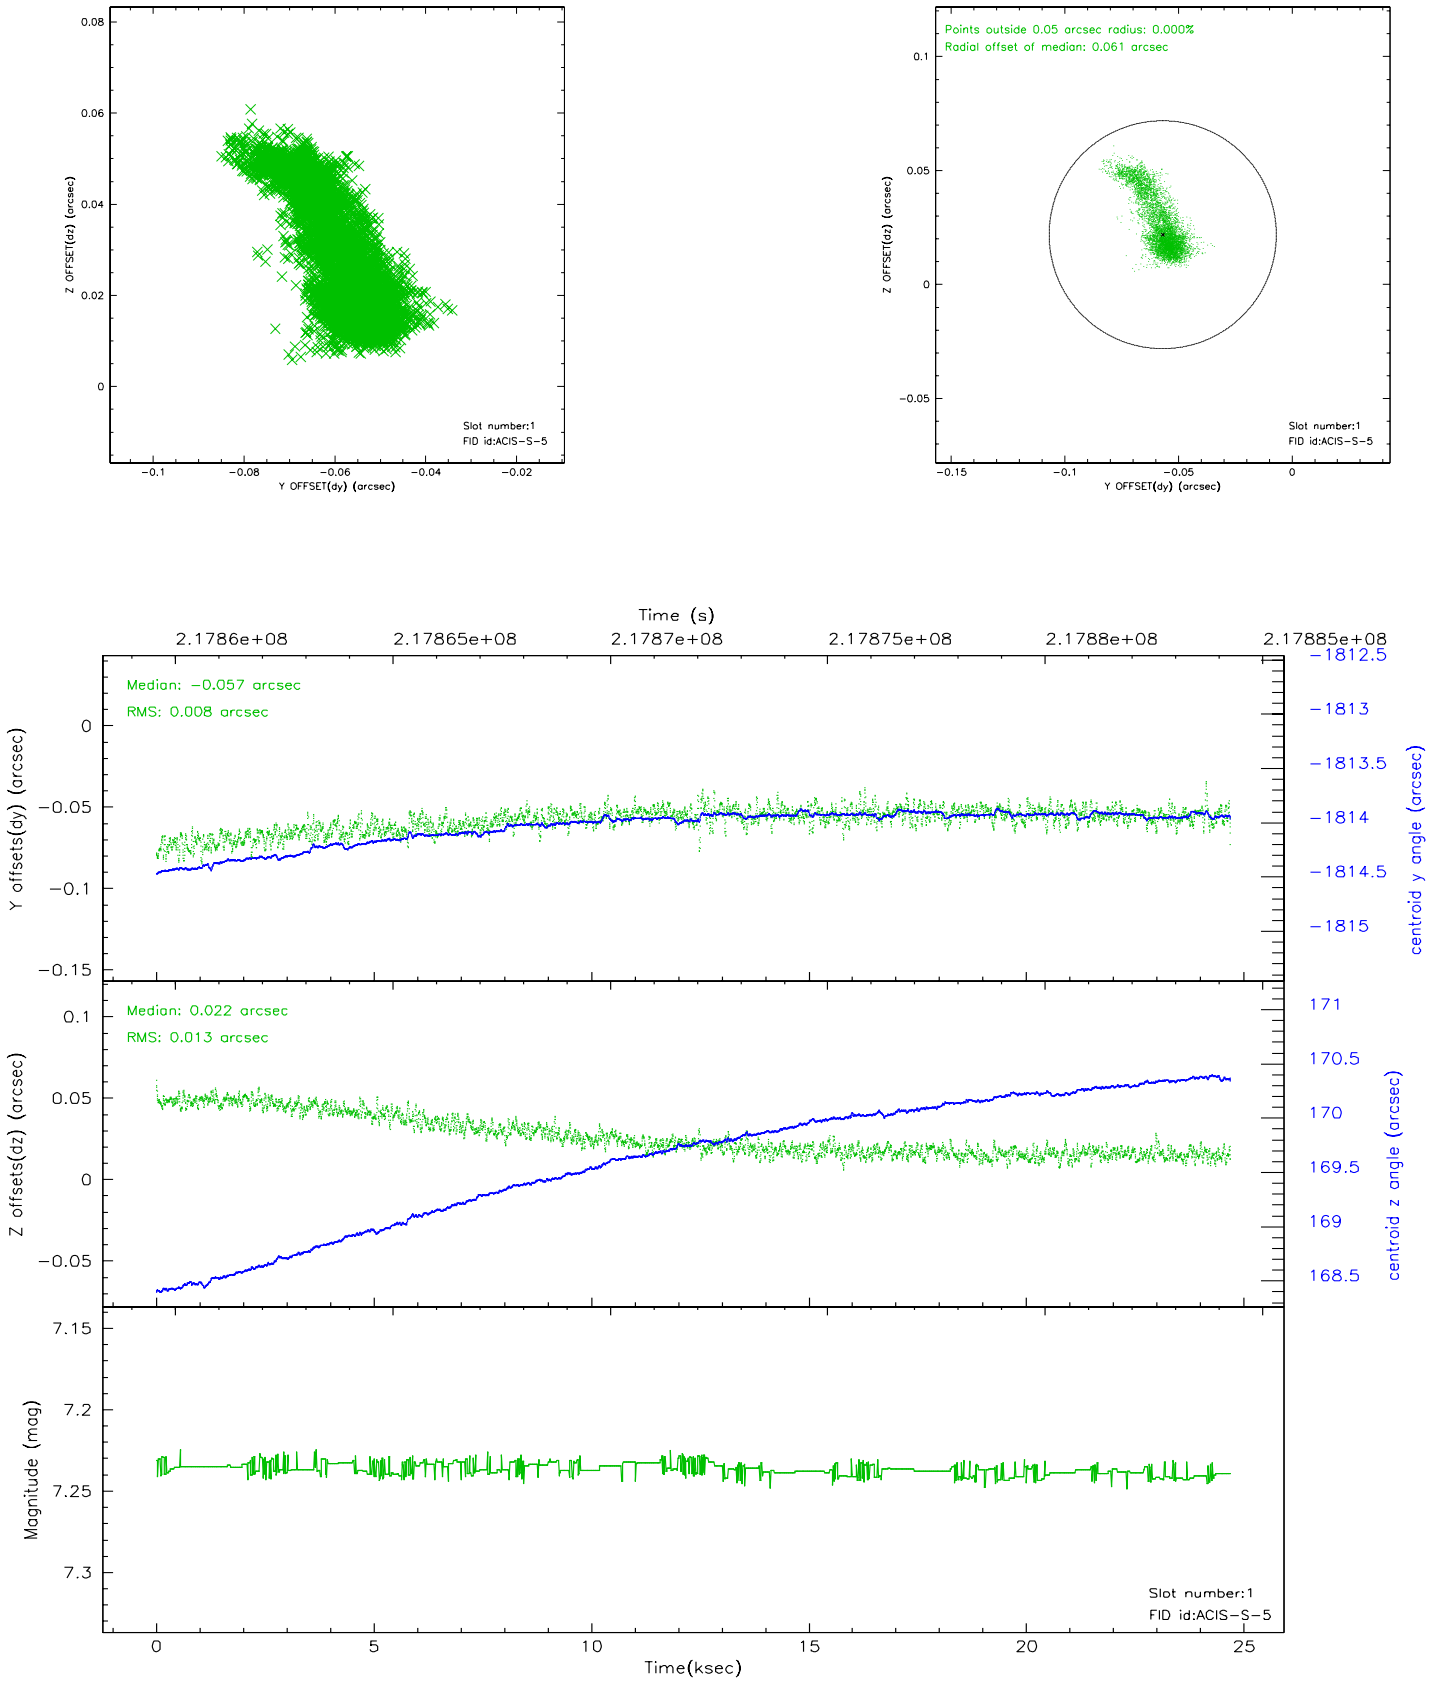 0.08
0.06
0.04
0.02
0
Z OFFSET(dz) (arcsec)
Slot number:1
FID id:ACIS-S-5
-0.1 -0.08 -0.06 -0.04 -0.02
Y OFFSET(dy) (arcsec)
Points outside 0.05 arcsec radius: 0.000%
Radial offset of median: 0.061 arcsec
0.1
0.05
0
-0.05
Z OFFSET(dz) (arcsec)
Slot number:1
FID id:ACIS-S-5
-0.15 -0.1 -0.05 0
Y OFFSET(dy) (arcsec)
Time (s)
2.1786e+08 2.17865e+08 2.1787e+08 2.17875e+08 2.1788e+08 2.17885e+08
Median: -0.057 arcsec
RMS: 0.008 arcsec
0
-0.05
-0.1
-0.15
Y offsets(dy) (arcsec)
-1812.5
-1813
-1813.5
-1814
-1814.5
-1815
centroid y angle (arcsec)
Median: 0.022 arcsec
RMS: 0.013 arcsec
0.1
0.05
0
-0.05
Z offsets(dz) (arcsec)
171
170.5
170
169.5
169
168.5
centroid z angle (arcsec)
7.15
7.2
7.25
7.3
Magnitude (mag)
Slot number:1
FID id:ACIS-S-5
0 5 10 15 20 25
Time(ksec)